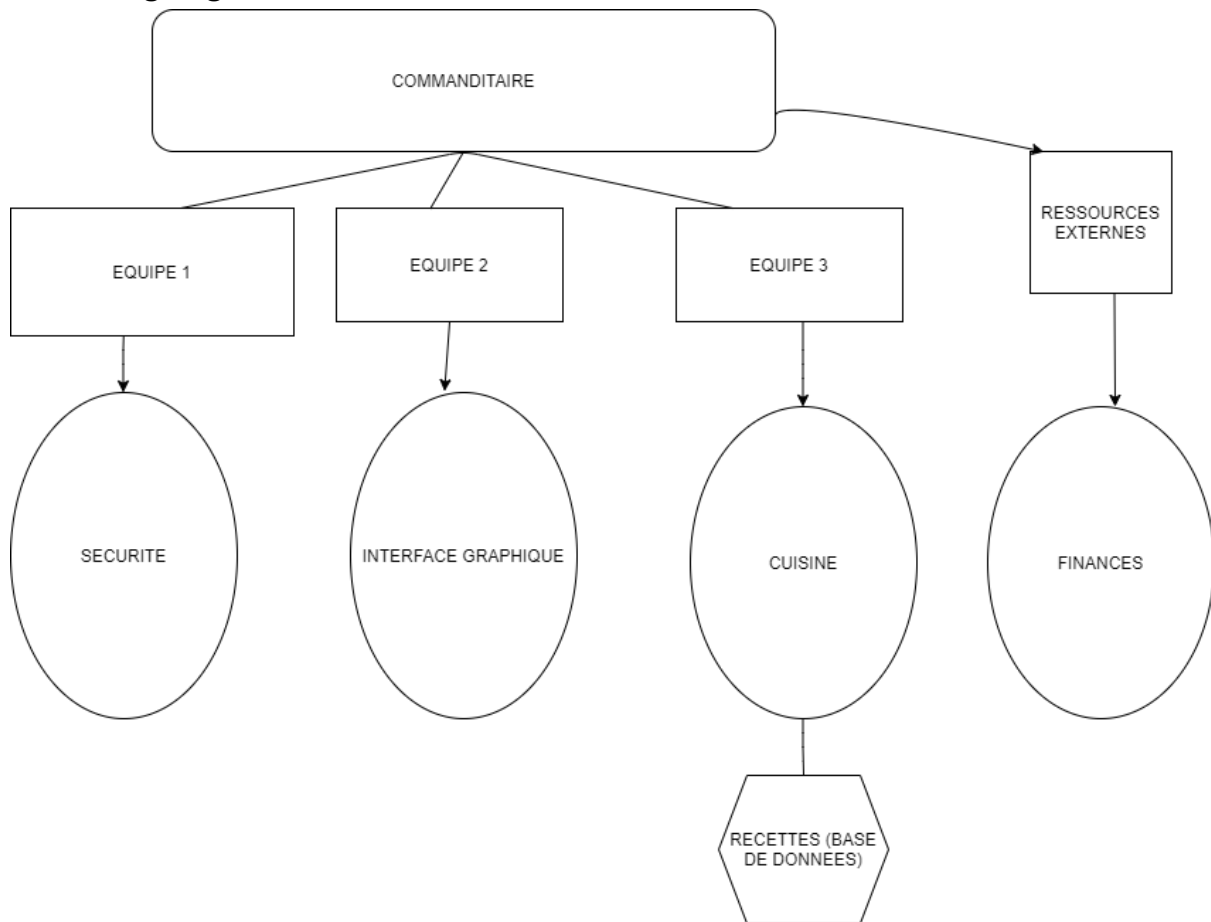 COMMANDITAIRE
RESSOURCES
EXTERNES
EQUIPE 1
EQUIPE 2
EQUIPE 3
SECURITE
INTERFACE GRAPHIQUE
CUISINE
FINANCES
RECETTES (BASE
DE DONNEES)